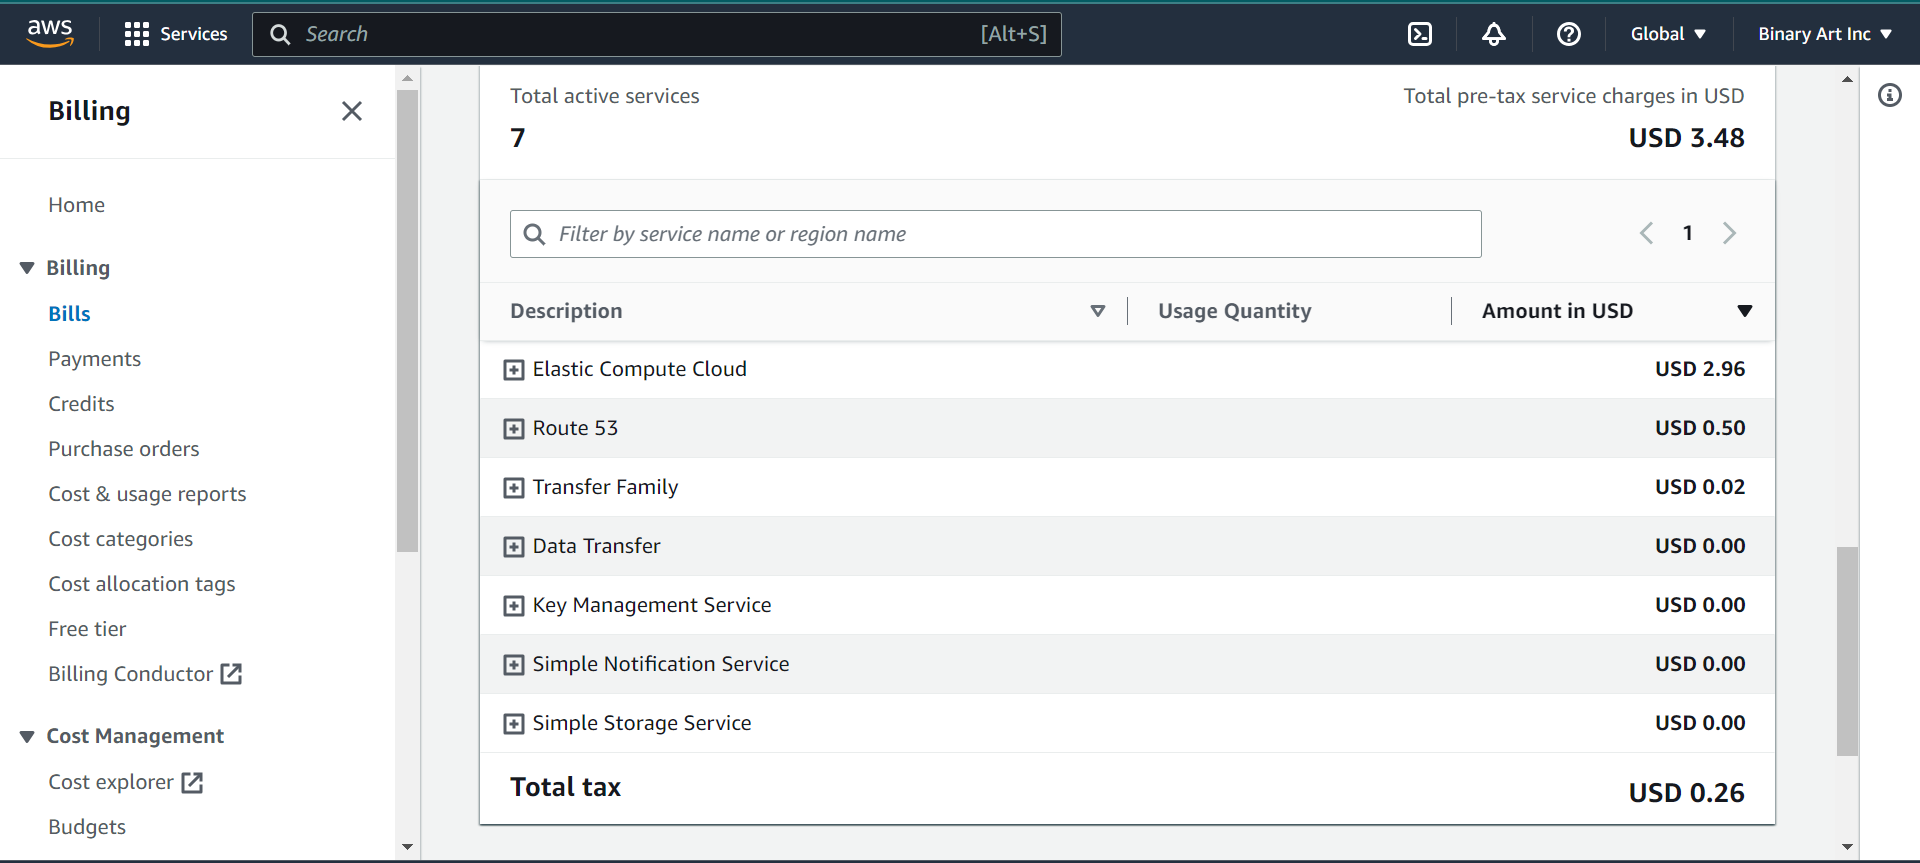 aws
Services
Search [Alt+S]
Global
Binary Art Inc
Billing
Home
Billing
Bills
Payments
Credits
Purchase orders
Cost & usage reports
Cost categories
Cost allocation tags
Free tier
Billing Conductor
Cost Management
Cost explorer
Budgets
Total active services
7
Total pre-tax service charges in USD
USD 3.48
Filter by service name or region name
1
Description Usage Quantity Amount in USD
Elastic Compute Cloud USD 2.96
Route 53 USD 0.50
Transfer Family USD 0.02
Data Transfer USD 0.00
Key Management Service USD 0.00
Simple Notification Service USD 0.00
Simple Storage Service USD 0.00
Total tax USD 0.26